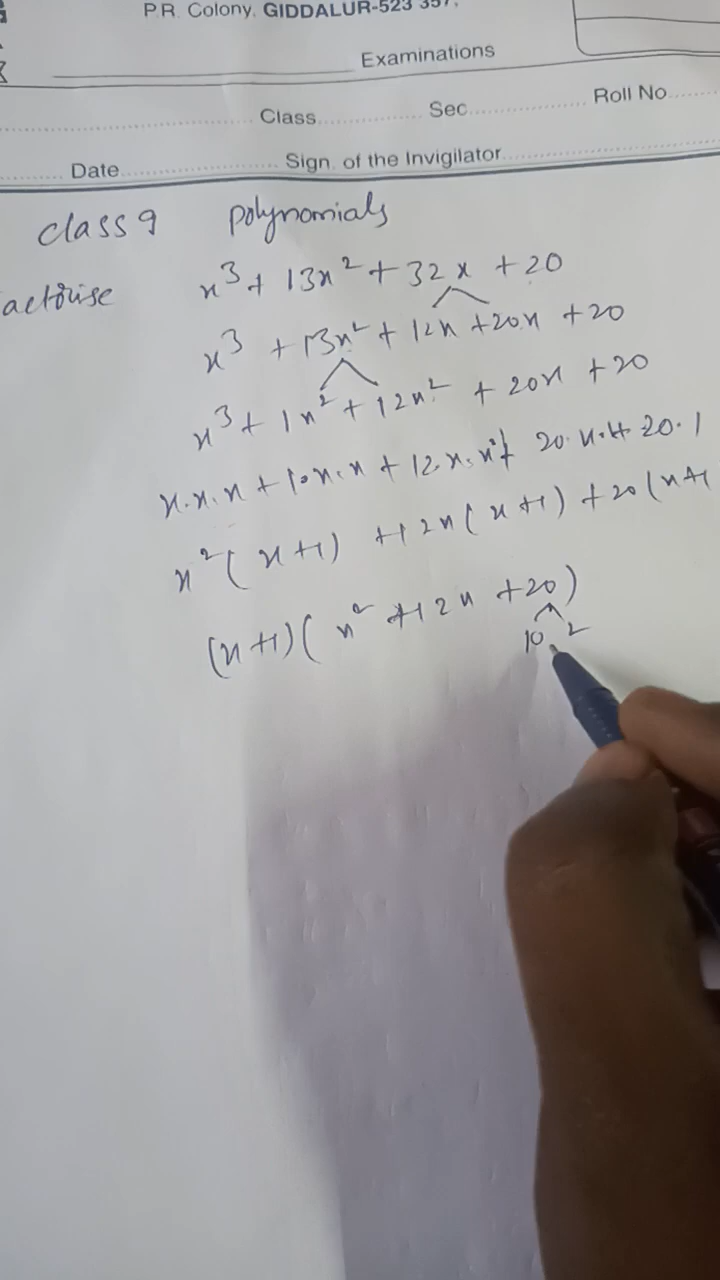 P.R. Colony, GIDDALUR-523 357.
Examinations
Class Sec Roll No
Date Sign. of the Invigilator
class 9 polynomials
actorise x³ + 13x² + 32x + 20
x³ + 13x² + 12x + 20x + 20
x³ + 1x² + 12x² + 20x + 20
x.x.x + 1.x.x + 12.x.x² + 20.x.1+ 20.1
x²(x+1) +12x(x+1) +20(x+1
(x+1)(x² +12x +20)
10 2